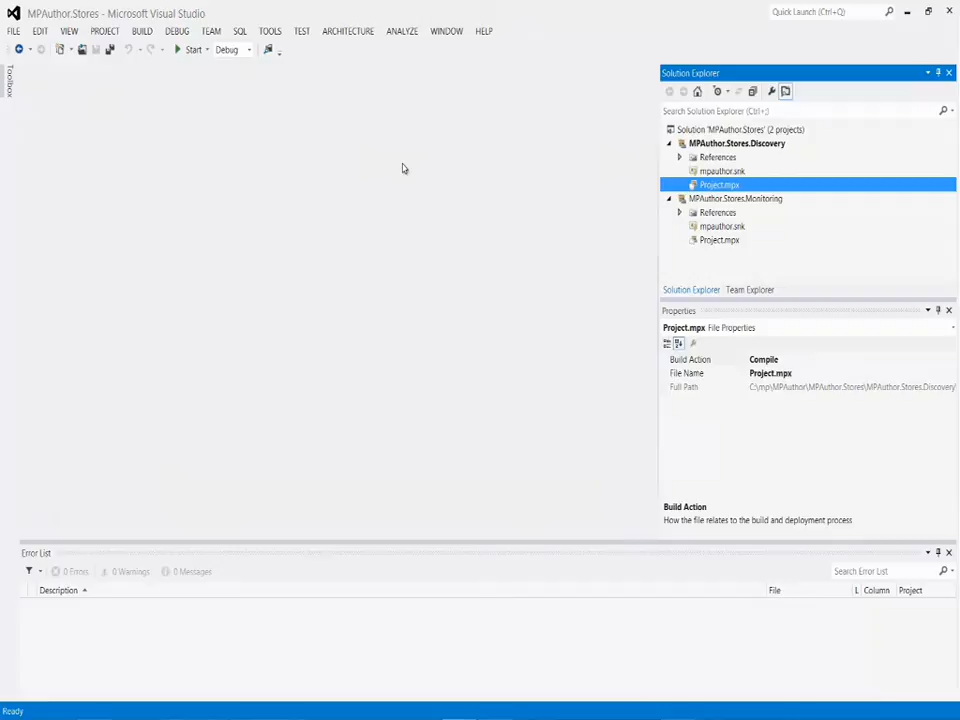 MPAuthor.Stores - Microsoft Visual Studio
Quick Launch (Ctrl+Q)
FILE EDIT VIEW PROJECT BUILD DEBUG TEAM SQL TOOLS TEST ARCHITECTURE ANALYZE WINDOW HELP
Start Debug
Toolbox
Solution Explorer
Search Solution Explorer (Ctrl+;)
Solution 'MPAuthor.Stores' (2 projects)
MPAuthor.Stores.Discovery
References
mpauthor.snk
Project.mpx
MPAuthor.Stores.Monitoring
References
mpauthor.snk
Project.mpx
Solution Explorer Team Explorer
Properties
Project.mpx File Properties
Build Action Compile
File Name Project.mpx
Full Path C:\mp\MPAuthor\MPAuthor.Stores\MPAuthor.Stores.Discovery\
Build Action
How the file relates to the build and deployment process
Error List
0 Errors 0 Warnings 0 Messages Search Error List
Description File L Column Project
Ready